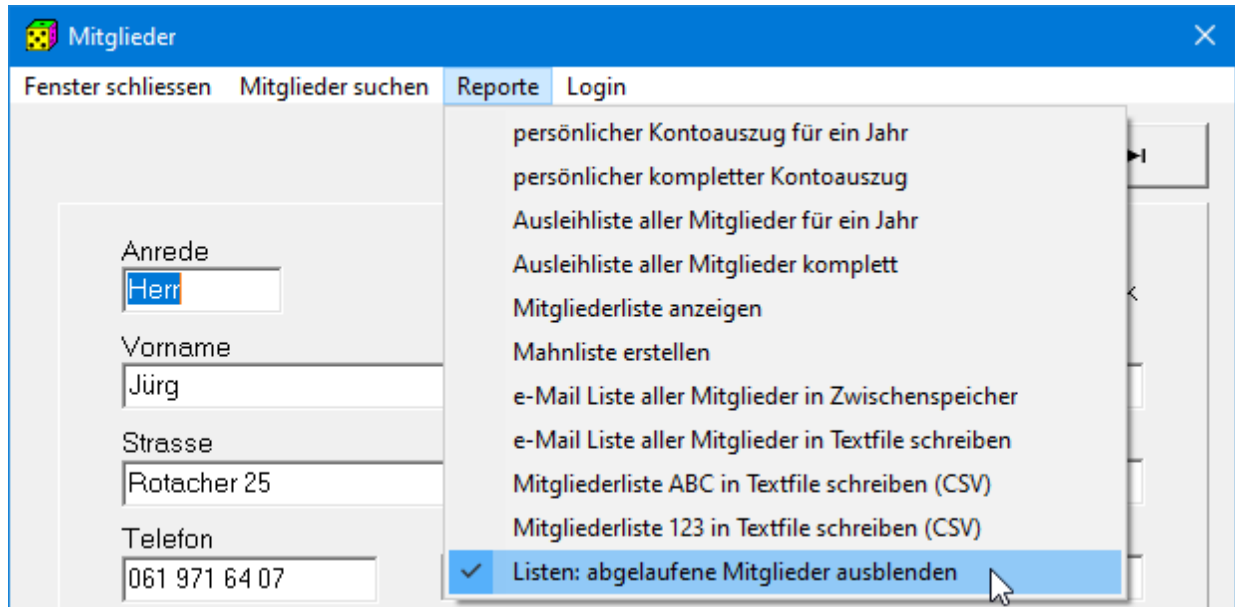 Mitglieder
Fenster schliessen Mitglieder suchen Reporte Login
persönlicher Kontoauszug für ein Jahr
persönlicher kompletter Kontoauszug
Ausleihliste aller Mitglieder für ein Jahr
Ausleihliste aller Mitglieder komplett
Mitgliederliste anzeigen
Mahnliste erstellen
e-Mail Liste aller Mitglieder in Zwischenspeicher
e-Mail Liste aller Mitglieder in Textfile schreiben
Mitgliederliste ABC in Textfile schreiben (CSV)
Mitgliederliste 123 in Textfile schreiben (CSV)
Listen: abgelaufene Mitglieder ausblenden
Anrede
Herr
Vorname
Jürg
Strasse
Rotacher 25
Telefon
061 971 64 07